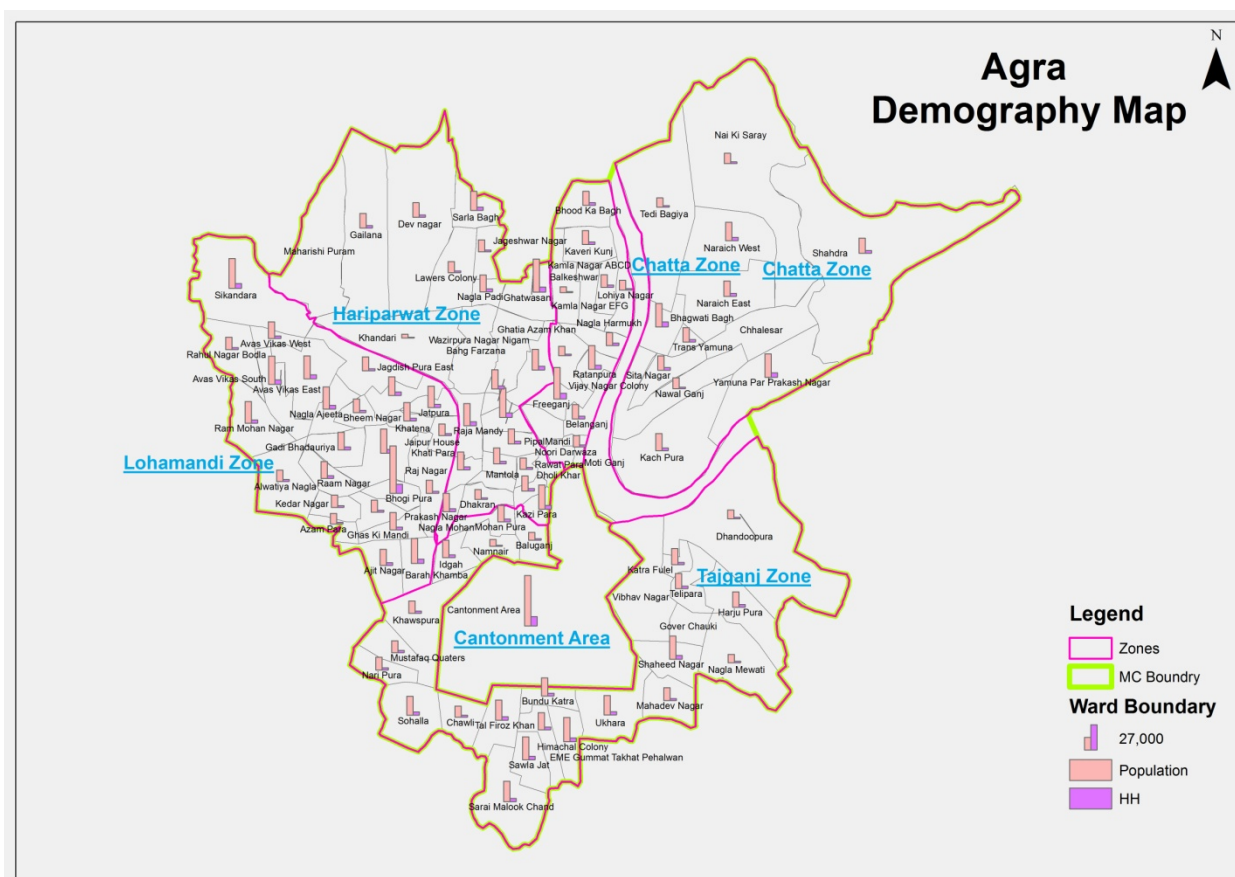 N
Agra
Demography Map
Nai Ki Saray
Bhood Ka Bagh
Tedi Bagiya
Sarla Bagh
Dev nagar
Gailana
Maharishi Puram
Jageshwar Nagar
Kaveri Kunj
Naraich West
Shahdra
Kamla Nagar ABCD
Chatta Zone
Chatta Zone
Lawers Colony
Balkeshwar
Sikandara
Nagla Padi
Ghatwasan
Lohiya Nagar
Naraich East
Kamla Nagar EFG
Hariparwat Zone
Bhagwati Bagh
Nagla Harmukh
Ghatia Azam Khan
Chhalesar
Khandari
Wazirpura Nagar Nigam
Avas Vikas West
Bang Farzana
Trans Yamuna
Rahul Nagar Bodla
Jagdish Pura East
Ratanpura
Sita Nagar
Avas Vikas South
Vijay Nagar Colony
Yamuna Par Prakash Nagar
Avas Vikas East
Nawal Ganj
Freeganj
Nagla Ajeeta
Bheem Nagar
Jatpura
Belanganj
Ram Mohan Nagar
Khatena
Raja Mandy
Jaipur House
PipalMandi
Gadi Bhadauriya
Khati Para
Noori Darwaza
Kach Pura
Lohamandi Zone
Rawat Para
Moti Ganj
Raj Nagar
Mantola
Dholi Khar
Alwatiya Nagla
Raam Nagar
Bhogi Pura
Kedar Nagar
Dhakran
Kazi Para
Prakash Nagar
Azam Para
Nagla Mohan
Mohan Pura
Ghas Ki Mandi
Dhandoopura
Namnair
Baluganj
Idgah
Ajit Nagar
Barah Khamba
Katra Fulel
Tajganj Zone
Telipara
Vibhav Nagar
Harju Pura
Khawspura
Cantonment Area
Cantonment Area
Gover Chauki
Mustafaq Quaters
Nari Pura
Shaheed Nagar
Nagla Mewati
Bundu Katra
Mahadev Nagar
Sohalla
Chawli
Tal Firoz Khan
Ukhara
Himachal Colony
EME Gummat Takhat Pehalwan
Sawla Jat
Sarai Malook Chand
Legend
Zones
MC Boundry
Ward Boundary
27,000
Population
HH